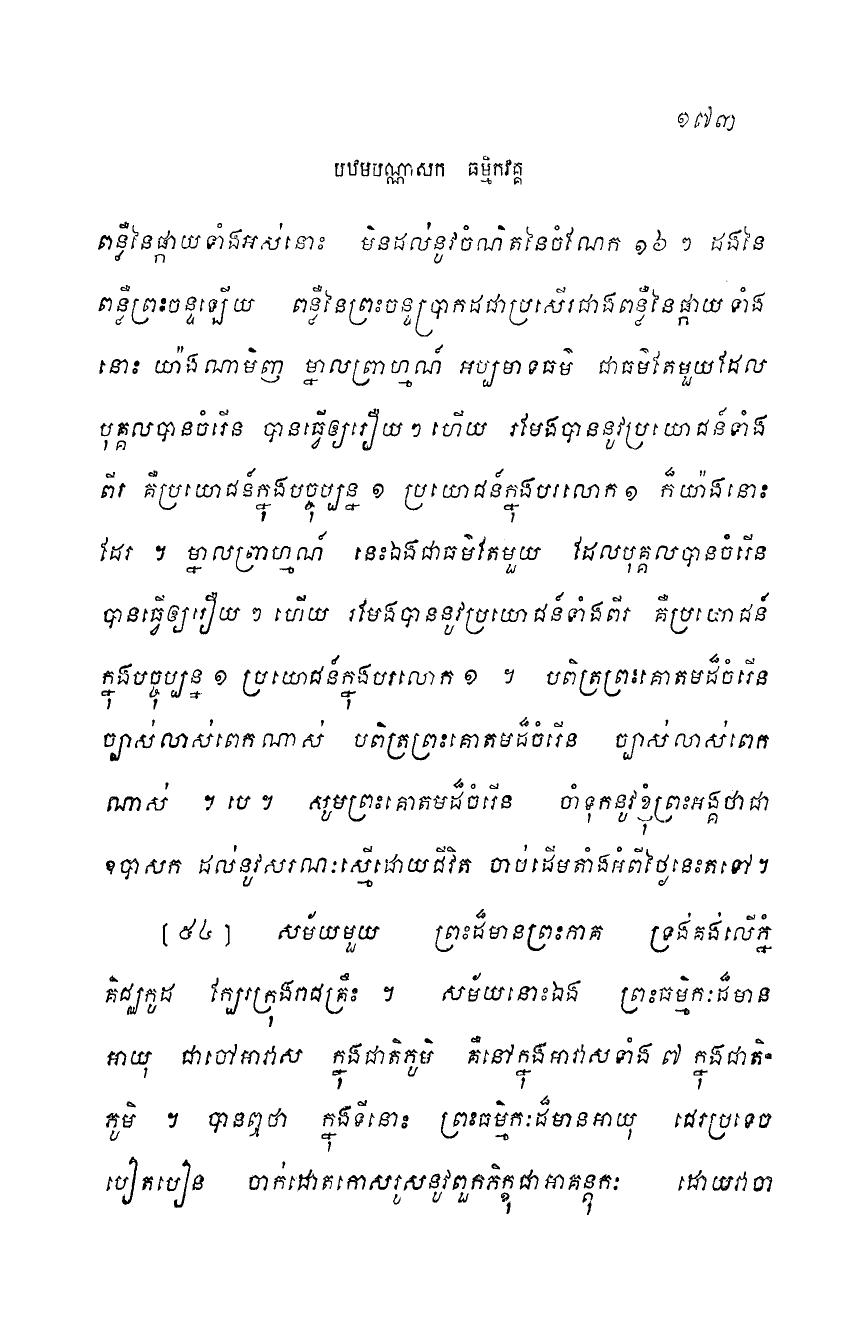 ១៧៣
បឋមបណ្ណាសក ធម្មិកវគ្គ
ពន្លឺនៃផ្កាយទាំងអស់នោះ មិនដល់នូវចំណិតនៃចំណែក ១៦ ៗ ដងនៃ
ពន្លឺព្រះចន្ទឡើយ ពន្លឺនៃព្រះចន្ទប្រាកដជាប្រសើរជាងពន្លឺនៃផ្កាយ ទាំង
នោះ យ៉ាងណាមិញ ម្នាលព្រាហ្មណ៍ អប្បមាទធម៌ ជាធម៌តែមួយដែល
បុគ្គលបានចំរើន បានធ្វើឲ្យរឿយ ៗ ហើយ រមែងបាននូវប្រយោជន៍ទាំង
ពីរ គឺប្រយោជន៍ក្នុងបច្ចុប្បន្ន ១ ប្រយោជន៍ក្នុងបរលោក ១ ក៏យ៉ាងនោះ
ដែរ ។ ម្នាលព្រាហ្មណ៍ នេះឯងជាធម៌តែមួយ ដែលបុគ្គលបានចំរើន
បានធ្វើឲ្យរឿយ ៗ ហើយ រមែងបាននូវប្រយោជន៍ទាំងពីរ គឺប្រយោជន៍
ក្នុងបច្ចុប្បន្ន ១ ប្រយោជន៍ក្នុងបរលោក ១ ។ បពិត្រព្រះគោតមដ៏ចំរើន
ច្បាស់លាស់ពេកណាស់ បពិត្រព្រះគោតមដ៏ចំរើន ច្បាស់លាស់ពេក
ណាស់ ។ បេ ។ សូមព្រះគោតមដ៏ចំរើន ចាំទុកនូវខ្ញុំព្រះអង្គថាជា
ឧបាសក ដល់នូវសរណៈស្មើដោយជីវិត ចាប់ដើមតាំងអំពីថ្ងៃនេះតទៅ។
[ ៥៤ ] សម័យមួយ ព្រះដ៏មានព្រះភាគ ទ្រង់គង់លើភ្នំ
គិជ្ឈកូដ ក្បែរក្រុងរាជគ្រឹះ ។ សម័យនោះឯង ព្រះធម្មិកៈដ៏មាន
អាយុ ជាចៅអាវាស ក្នុងជាតិភូមិ គឺនៅក្នុងអាវាសទាំង ៧ ក្នុងជាតិ-
ភូមិ ។ បានឮថា ក្នុងទីនោះ ព្រះធម្មិកៈដ៏មានអាយុ ជេរប្រទេច
បៀតបៀន ចាក់ដោតកោសរូសនូវពួកភិក្ខុជាអាគន្តុកៈ ដោយវាចា